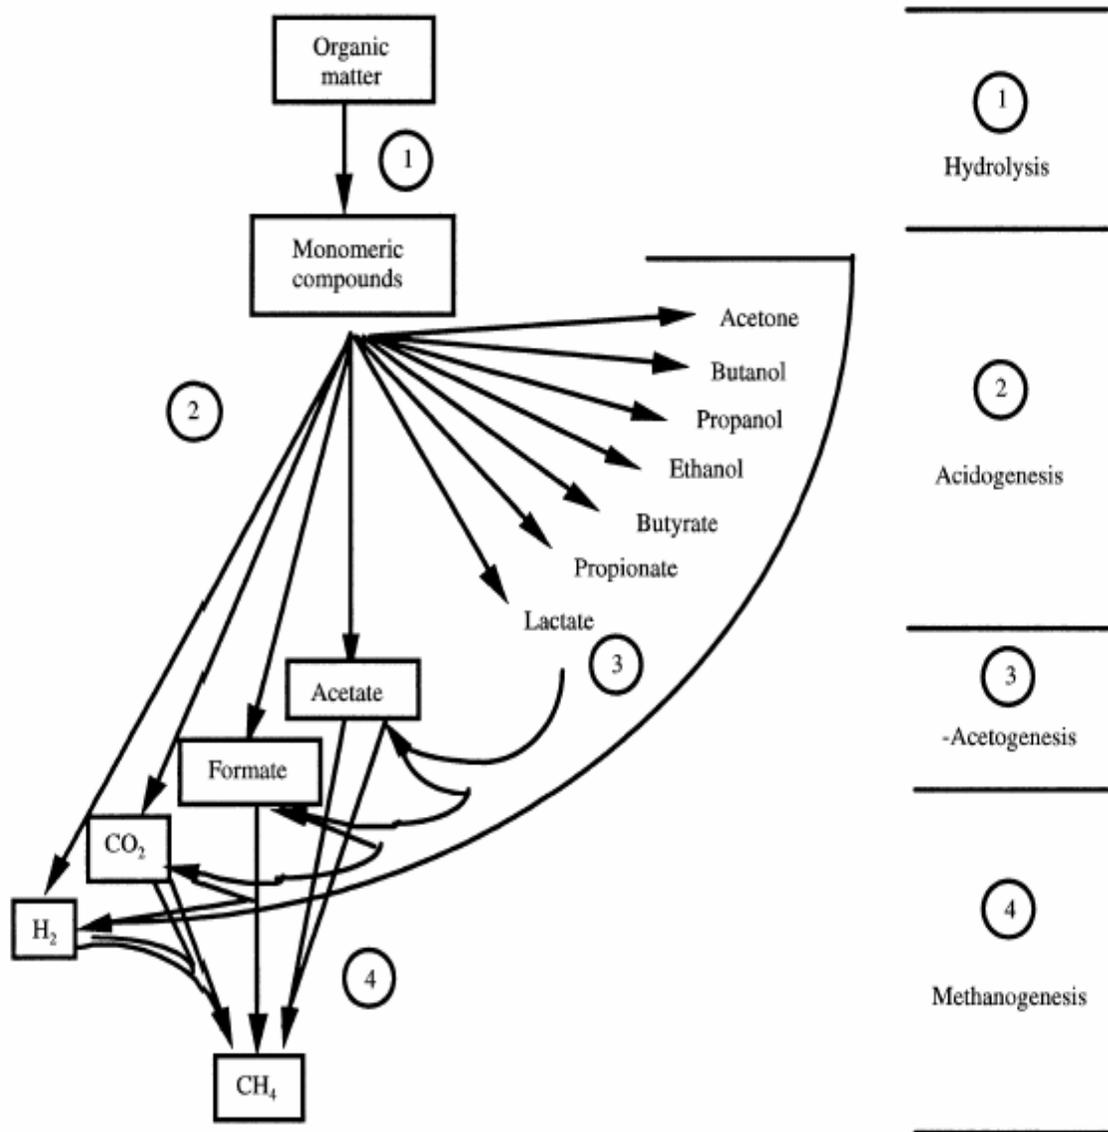 Organic
matter
1
Monomeric
compounds
2
Acetone
Butanol
Propanol
Ethanol
Butyrate
Propionate
Lactate
3
Acetate
Formate
CO₂
H₂
4
CH₄
1
Hydrolysis
2
Acidogenesis
3
-Acetogenesis
4
Methanogenesis